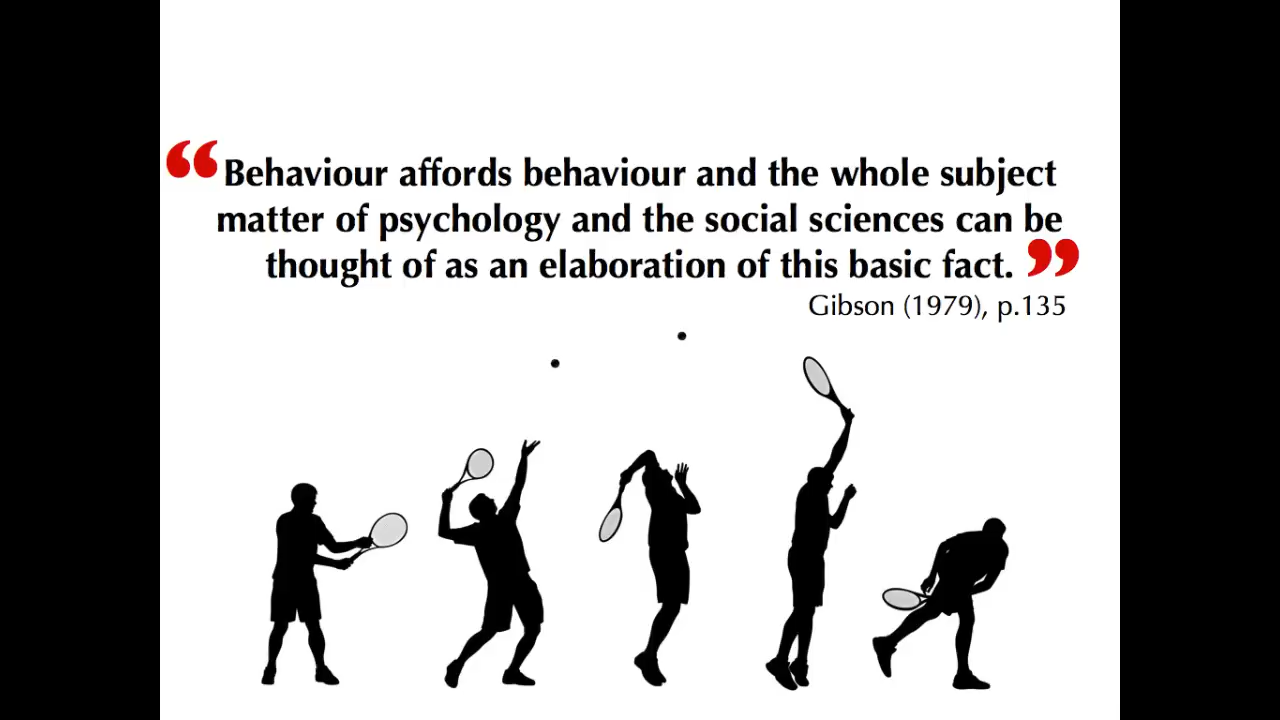 “Behaviour affords behaviour and the whole subject
matter of psychology and the social sciences can be
thought of as an elaboration of this basic fact.”
Gibson (1979), p.135